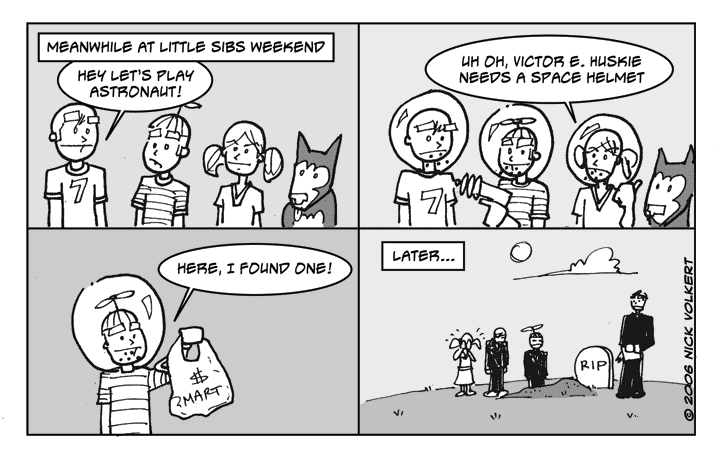 MEANWHILE AT LITTLE SIBS WEEKEND
HEY LET'S PLAY
ASTRONAUT!
7
UH OH, VICTOR E. HUSKIE
NEEDS A SPACE HELMET
7
HERE, I FOUND ONE!
$
MART
LATER...
RIP
© 2006 NICK VOLKERT